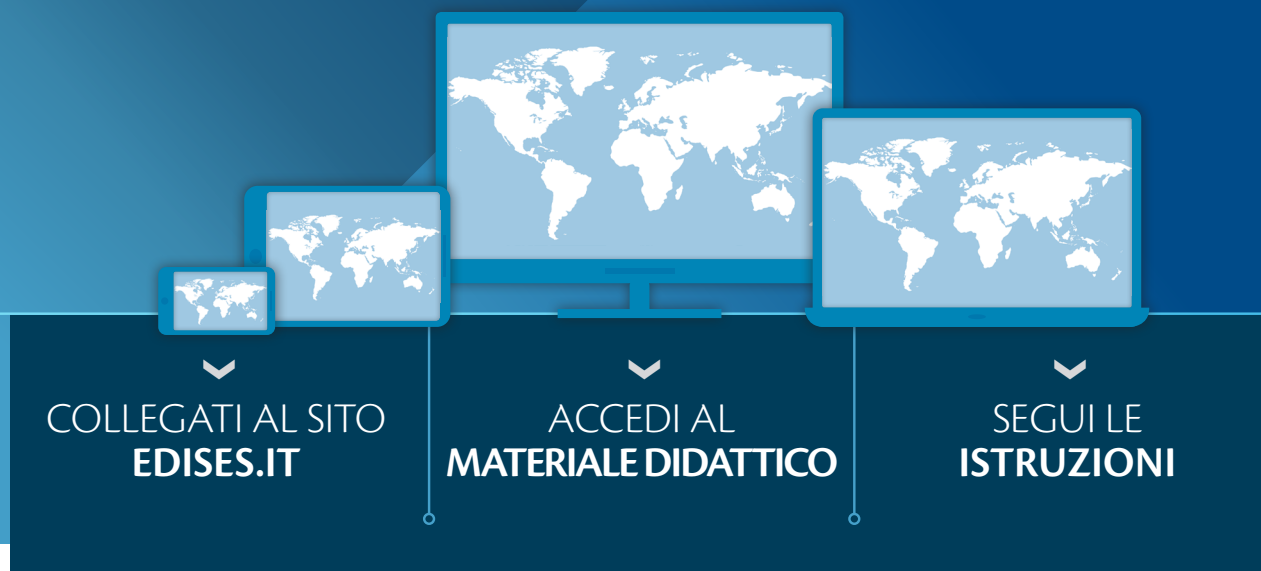 COLLEGATI AL SITO
EDISES.IT
ACCEDI AL
MATERIALE DIDATTICO
SEGUI LE
ISTRUZIONI